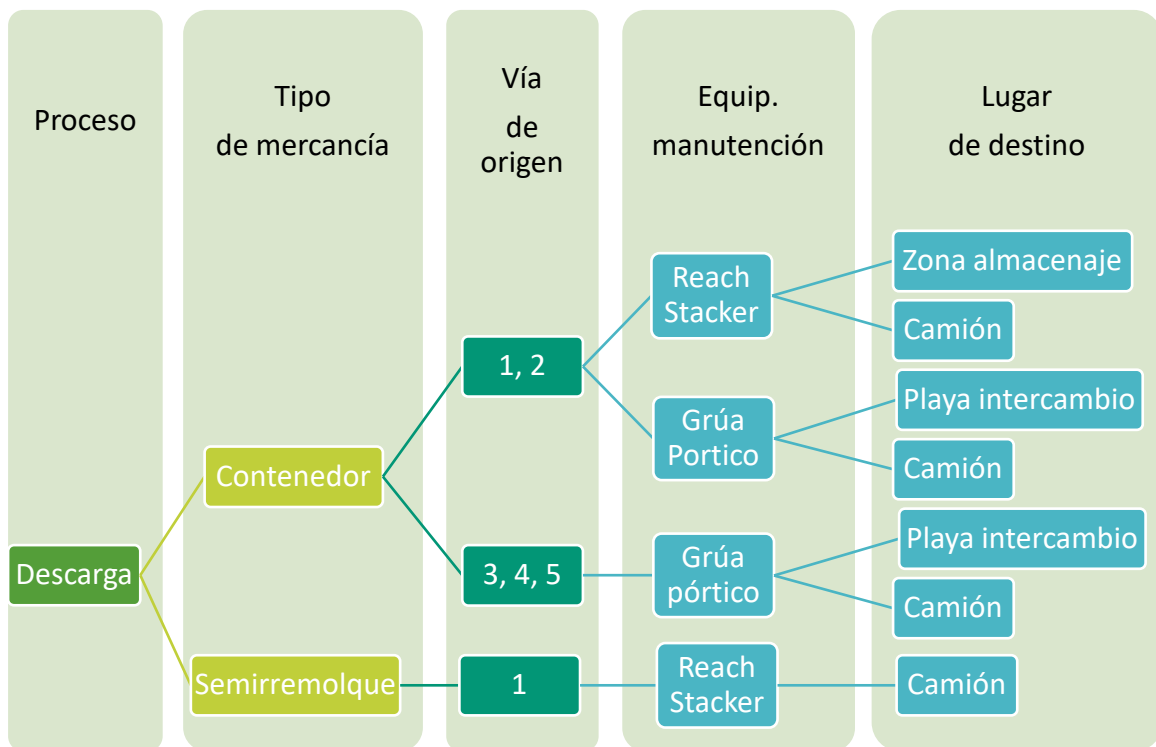 Proceso
Tipo
de mercancía
Vía
de
origen
Equip.
manutención
Lugar
de destino
Descarga
Contenedor
1, 2
Reach
Stacker
Zona almacenaje
Camión
Grúa
Portico
Playa intercambio
Camión
3, 4, 5
Grúa
pórtico
Playa intercambio
Camión
Semirremolque
1
Reach
Stacker
Camión